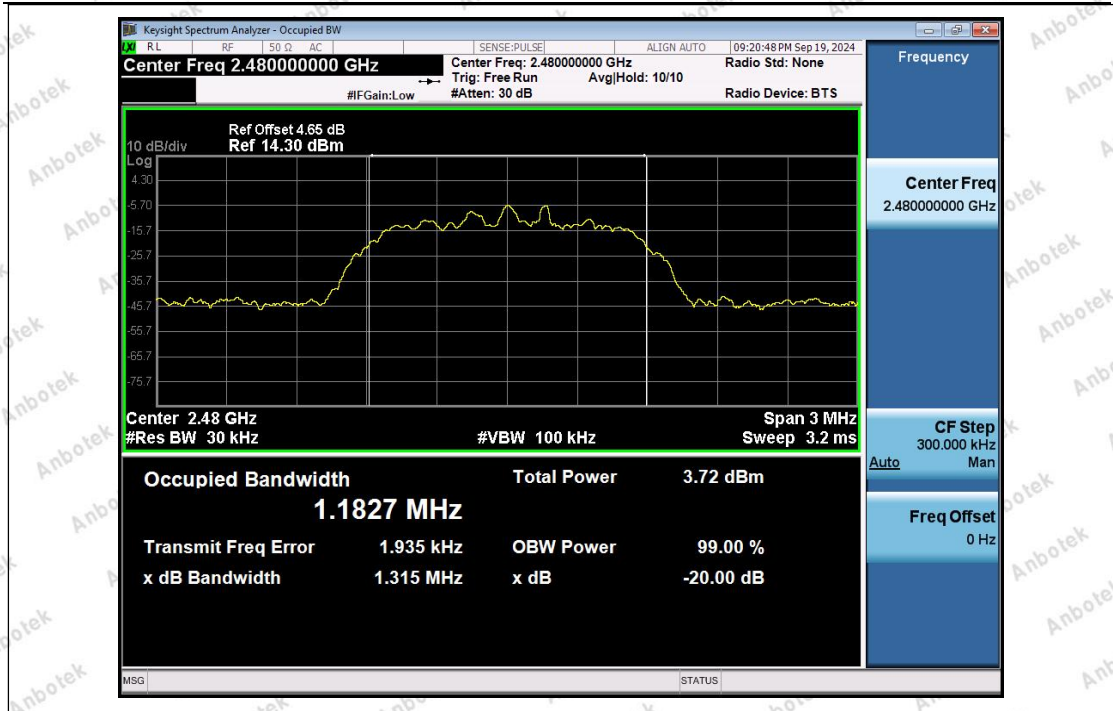 Keysight Spectrum Analyzer - Occupied BW
LXI RL RF 50 Ω AC SENSE:PULSE ALIGN AUTO 09:20:48 PM Sep 19, 2024
Center Freq 2.480000000 GHz Center Freq: 2.480000000 GHz Radio Std: None
Trig: Free Run Avg|Hold: 10/10
#IFGain:Low #Atten: 30 dB Radio Device: BTS
Frequency
Ref Offset 4.65 dB
10 dB/div Ref 14.30 dBm
Log
4.30
-5.70
-15.7
-25.7
-35.7
-45.7
-55.7
-65.7
-75.7
Center 2.48 GHz Span 3 MHz
#Res BW 30 kHz #VBW 100 kHz Sweep 3.2 ms
Center Freq
2.480000000 GHz
CF Step
300.000 kHz
Auto Man
Freq Offset
0 Hz
Occupied Bandwidth Total Power 3.72 dBm
1.1827 MHz
Transmit Freq Error 1.935 kHz OBW Power 99.00 %
x dB Bandwidth 1.315 MHz x dB -20.00 dB
MSG STATUS
Anbotek